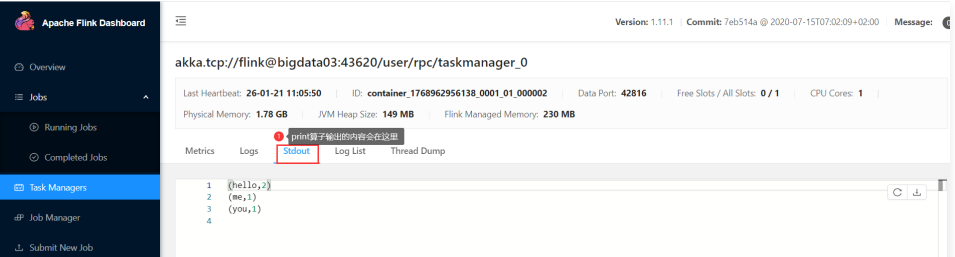 Apache Flink Dashboard
Version: 1.11.1 Commit: 7eb514a @ 2020-07-15T07:02:09+02:00 Message:
Overview
akka.tcp://flink@bigdata03:43620/user/rpc/taskmanager_0
Jobs
Last Heartbeat: 26-01-21 11:05:50 ID: container_1768962956138_0001_01_000002 Data Port: 42816 Free Slots / All Slots: 0 / 1 CPU Cores: 1
Physical Memory: 1.78 GB JVM Heap Size: 149 MB Flink Managed Memory: 230 MB
Running Jobs
1 print算子输出的内容会在这里
Completed Jobs
Metrics Logs Stdout Log List Thread Dump
Task Managers
1 (hello,2)
2 (me,1)
3 (you,1)
4
Job Manager
Submit New Job